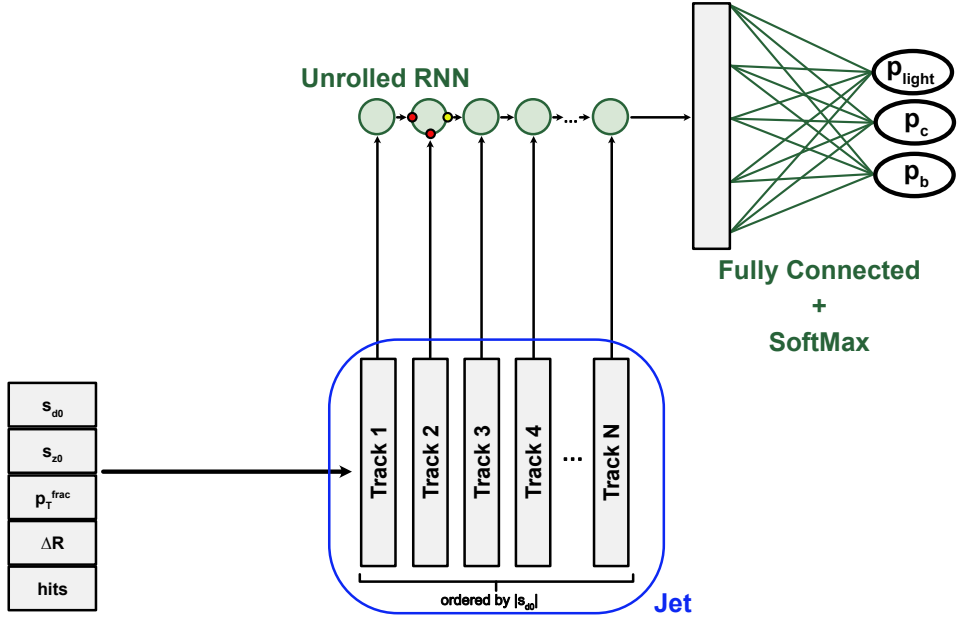 Unrolled RNN
...
p_light
p_c
p_b
Fully Connected
+
SoftMax
s_d0
s_z0
p_T^frac
ΔR
hits
Track 1
Track 2
Track 3
Track 4
...
Track N
ordered by |s_d0|
Jet